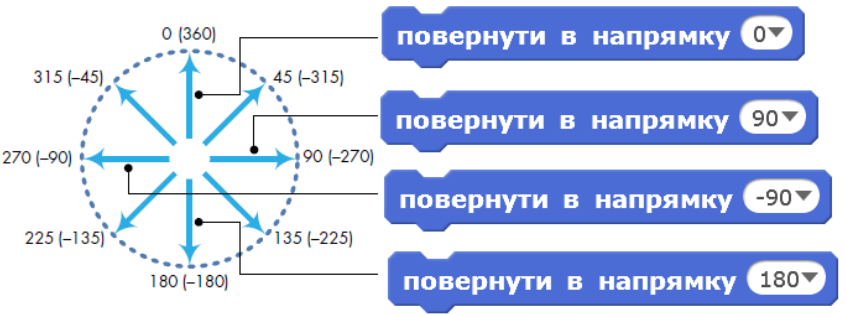 0 (360)
315 (–45)
45 (–315)
270 (–90)
90 (–270)
225 (–135)
135 (–225)
180 (–180)
повернути в напрямку 0
повернути в напрямку 90
повернути в напрямку -90
повернути в напрямку 180